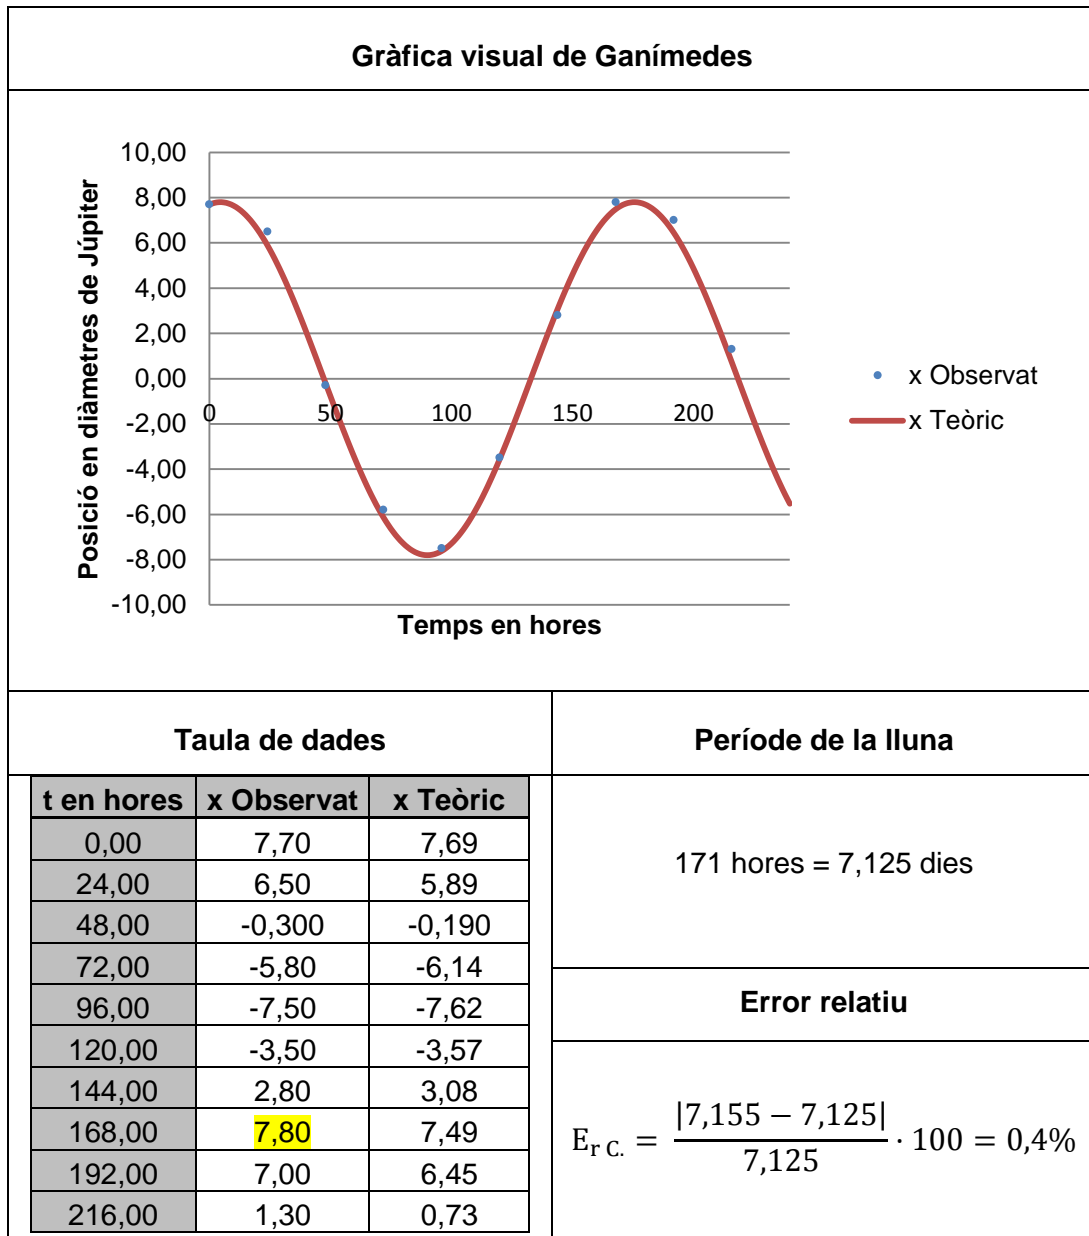 Gràfica visual de Ganímedes
10,00
8,00
6,00
4,00
2,00
0,00
-2,00
-4,00
-6,00
-8,00
-10,00
Posició en diàmetres de Júpiter
0 50 100 150 200
Temps en hores
x Observat
x Teòric
Taula de dades
t en hores x Observat x Teòric
0,00 7,70 7,69
24,00 6,50 5,89
48,00 -0,300 -0,190
72,00 -5,80 -6,14
96,00 -7,50 -7,62
120,00 -3,50 -3,57
144,00 2,80 3,08
168,00 7,80 7,49
192,00 7,00 6,45
216,00 1,30 0,73
Període de la lluna
171 hores = 7,125 dies
Error relatiu
E_{r C.} = |7,155 − 7,125| / 7,125 · 100 = 0,4%